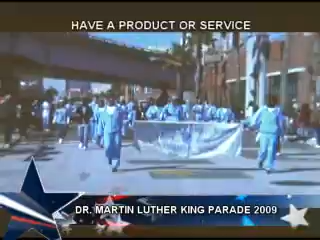 HAVE A PRODUCT OR SERVICE
DR. MARTIN LUTHER KING PARADE 2009